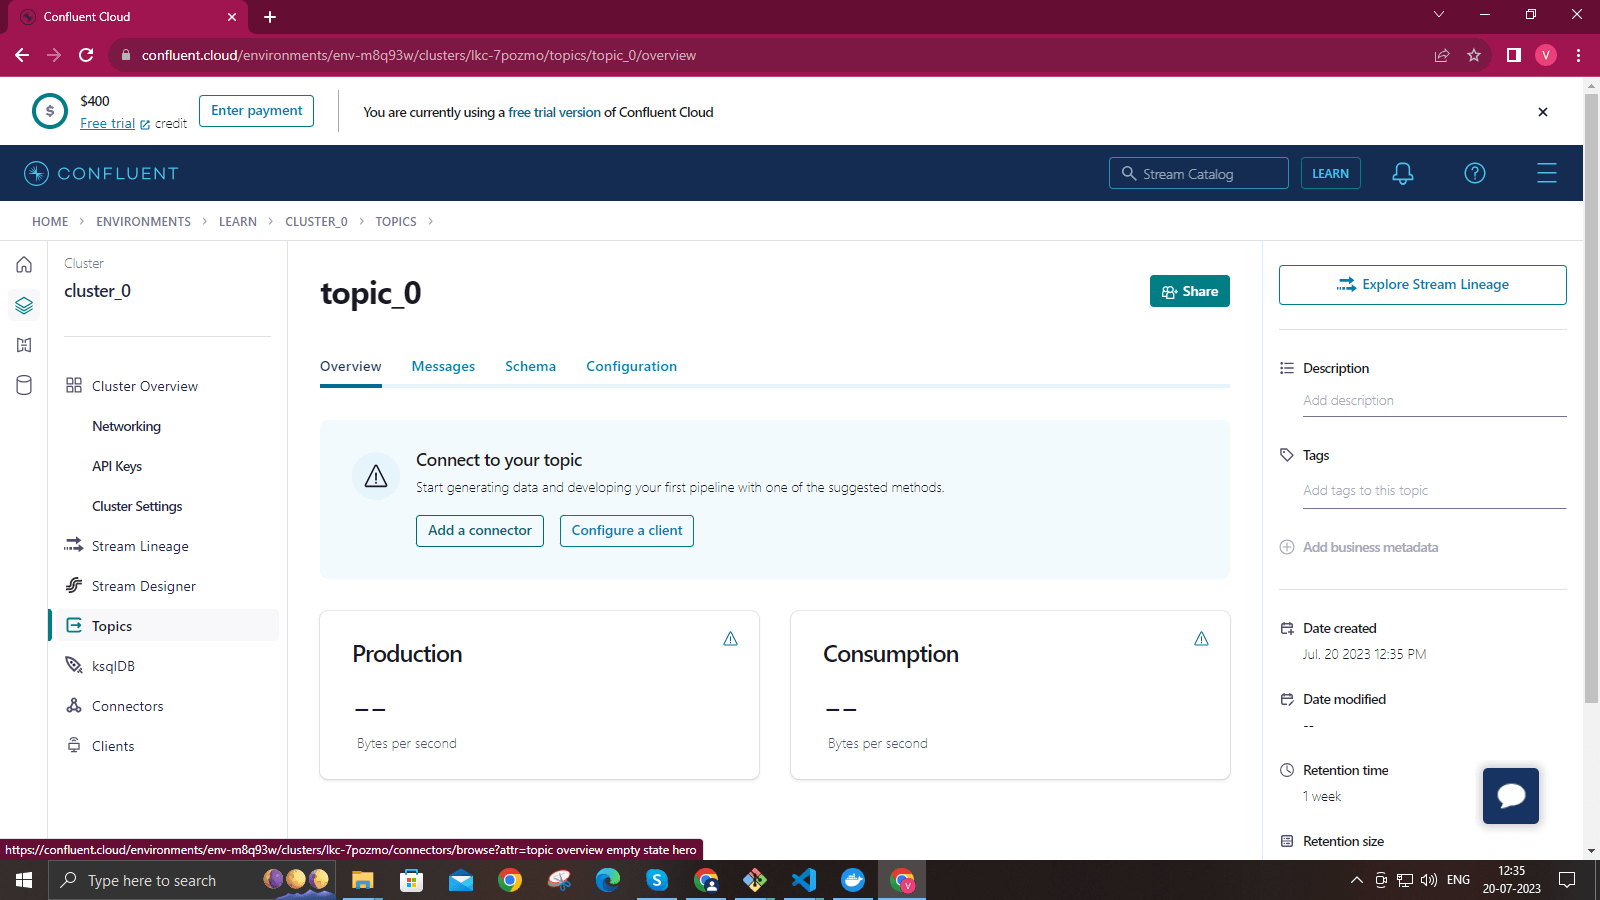 Confluent Cloud
confluent.cloud/environments/env-m8q93w/clusters/lkc-7pozmo/topics/topic_0/overview
V
$
$400
Free trial credit
Enter payment
You are currently using a free trial version of Confluent Cloud
CONFLUENT
Stream Catalog
LEARN
HOME > ENVIRONMENTS > LEARN > CLUSTER_0 > TOPICS >
Cluster
cluster_0
Cluster Overview
Networking
API Keys
Cluster Settings
Stream Lineage
Stream Designer
Topics
ksqlDB
Connectors
Clients
topic_0
Share
Overview
Messages
Schema
Configuration
Connect to your topic
Start generating data and developing your first pipeline with one of the suggested methods.
Add a connector
Configure a client
Production
--
Bytes per second
Consumption
--
Bytes per second
Explore Stream Lineage
Description
Add description
Tags
Add tags to this topic
Add business metadata
Date created
Jul. 20 2023 12:35 PM
Date modified
--
Retention time
1 week
Retention size
https://confluent.cloud/environments/env-m8q93w/clusters/lkc-7pozmo/connectors/browse?attr=topic overview empty state hero
Type here to search
ENG
12:35
20-07-2023